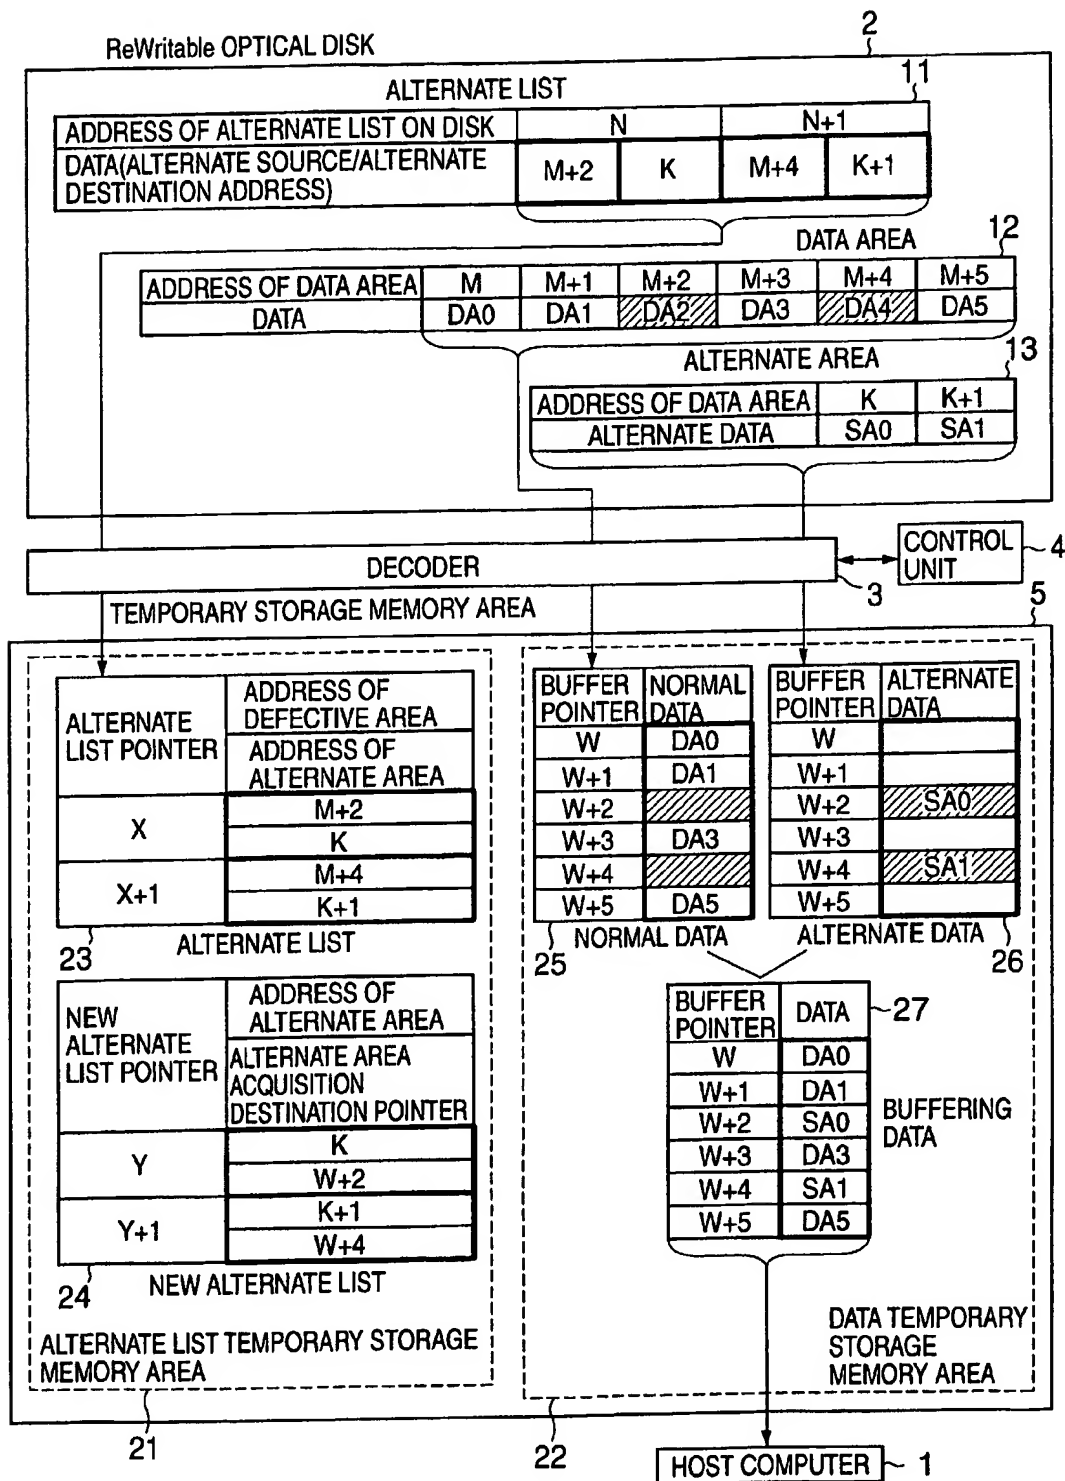 2
ReWritable OPTICAL DISK
11
ALTERNATE LIST
ADDRESS OF ALTERNATE LIST ON DISK N N+1
DATA(ALTERNATE SOURCE/ALTERNATE
DESTINATION ADDRESS) M+2 K M+4 K+1
DATA AREA 12
ADDRESS OF DATA AREA M M+1 M+2 M+3 M+4 M+5
DATA DA0 DA1 DA2 DA3 DA4 DA5
ALTERNATE AREA 13
ADDRESS OF DATA AREA K K+1
ALTERNATE DATA SA0 SA1
DECODER
3
CONTROL
UNIT
4
TEMPORARY STORAGE MEMORY AREA
5
ALTERNATE
LIST POINTER
ADDRESS OF
DEFECTIVE AREA
ADDRESS OF
ALTERNATE AREA
X
M+2
K
X+1
M+4
K+1
23
ALTERNATE LIST
NEW
ALTERNATE
LIST POINTER
ADDRESS OF
ALTERNATE AREA
ALTERNATE AREA
ACQUISITION
DESTINATION POINTER
Y
K
W+2
Y+1
K+1
W+4
24
NEW ALTERNATE LIST
ALTERNATE LIST TEMPORARY STORAGE
MEMORY AREA
21
BUFFER
POINTER
NORMAL
DATA
W DA0
W+1 DA1
W+2
W+3 DA3
W+4
W+5 DA5
25
NORMAL DATA
BUFFER
POINTER
ALTERNATE
DATA
W
W+1
W+2 SA0
W+3
W+4 SA1
W+5
ALTERNATE DATA
26
BUFFER
POINTER
DATA
27
W DA0
W+1 DA1
W+2 SA0
W+3 DA3
W+4 SA1
W+5 DA5
BUFFERING
DATA
DATA TEMPORARY
STORAGE
MEMORY AREA
22
HOST COMPUTER
1